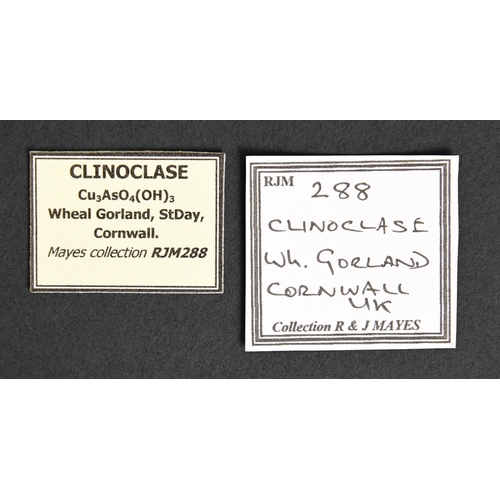 CLINOCLASE
Cu₃AsO₄(OH)₃
Wheal Gorland, StDay,
Cornwall.
Mayes collection RJM288
RJM 288
CLINOCLASE
Wh. GORLAND
CORNWALL
UK
Collection R & J MAYES